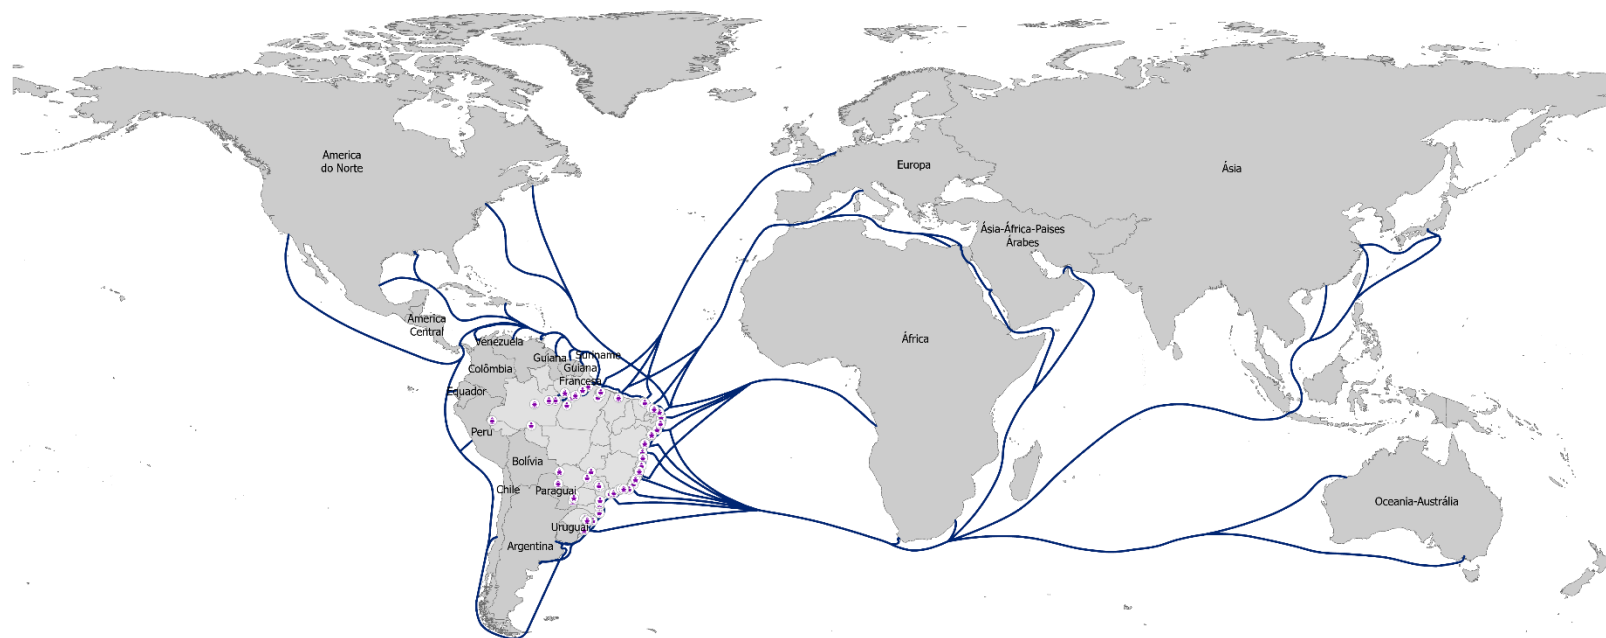 America
do Norte
Europa
Ásia
Ásia-África-Paises
Árabes
America
Central
Venezuela
Guiana
Suriname
Guiana
Francesa
Colômbia
África
Equador
Peru
Bolívia
Chile
Paraguai
Oceania-Austrália
Uruguai
Argentina